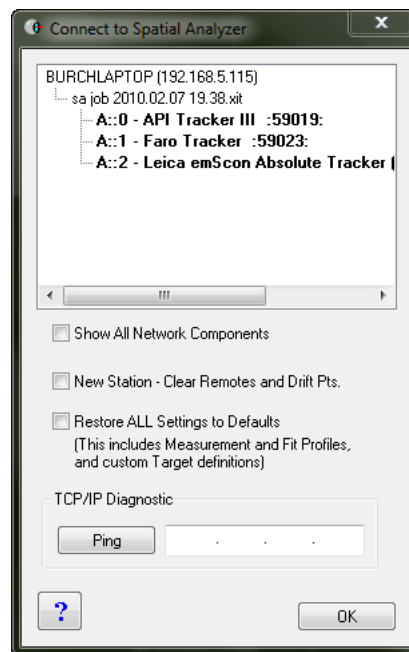 Connect to Spatial Analyzer
BURCHLAPTOP (192.168.5.115)
sa job 2010.02.07 19.38.xit
A::0 - API Tracker III :59019:
A::1 - Faro Tracker :59023:
A::2 - Leica emScon Absolute Tracker (
Show All Network Components
New Station - Clear Remotes and Drift Pts.
Restore ALL Settings to Defaults
(This includes Measurement and Fit Profiles,
and custom Target definitions)
TCP/IP Diagnostic
Ping . . .
? OK